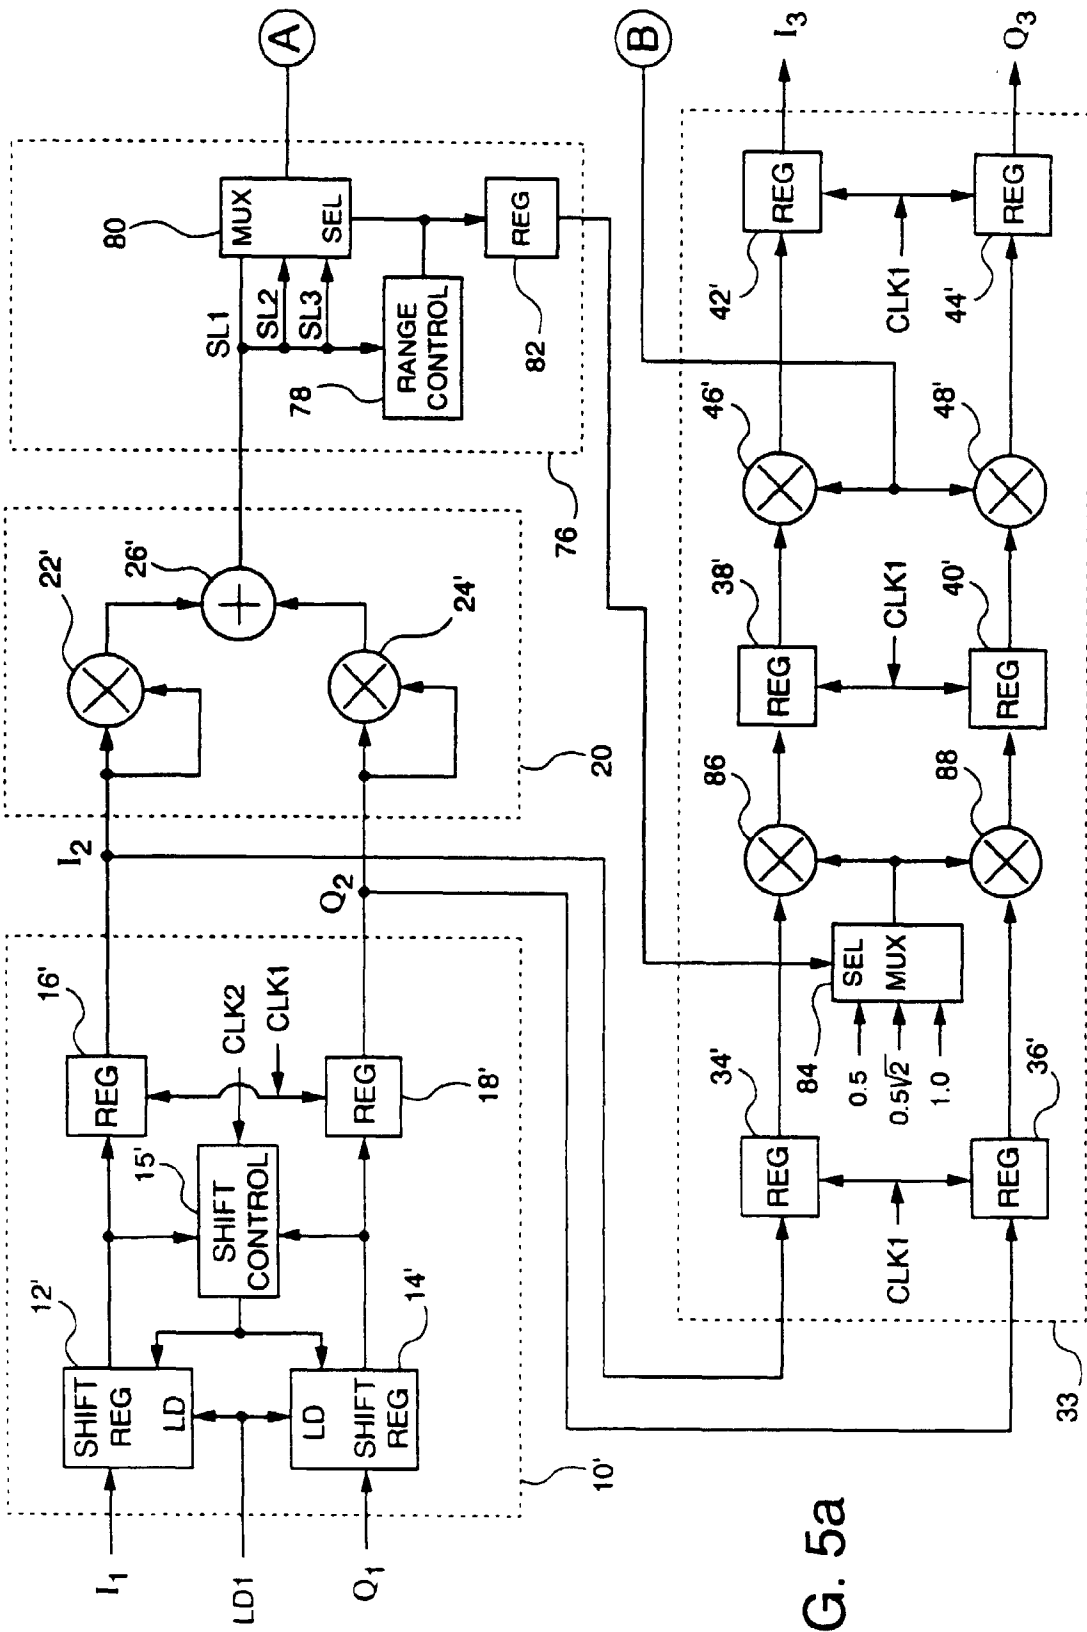 I1
LD1
Q1
12'
SHIFT
REG
LD
LD
SHIFT
REG
14'
15'
SHIFT
CONTROL
16'
REG
REG
18'
CLK2
CLK1
10'
I2
Q2
22'
26'
24'
20
SL1
SL2
SL3
80
MUX
SEL
78
RANGE
CONTROL
REG
82
76
A
B
34'
REG
REG
36'
CLK1
84
SEL
MUX
0.5
0.5√2
1.0
86
88
38'
REG
REG
40'
CLK1
46'
48'
42'
REG
REG
44'
CLK1
I3
Q3
33
G. 5a